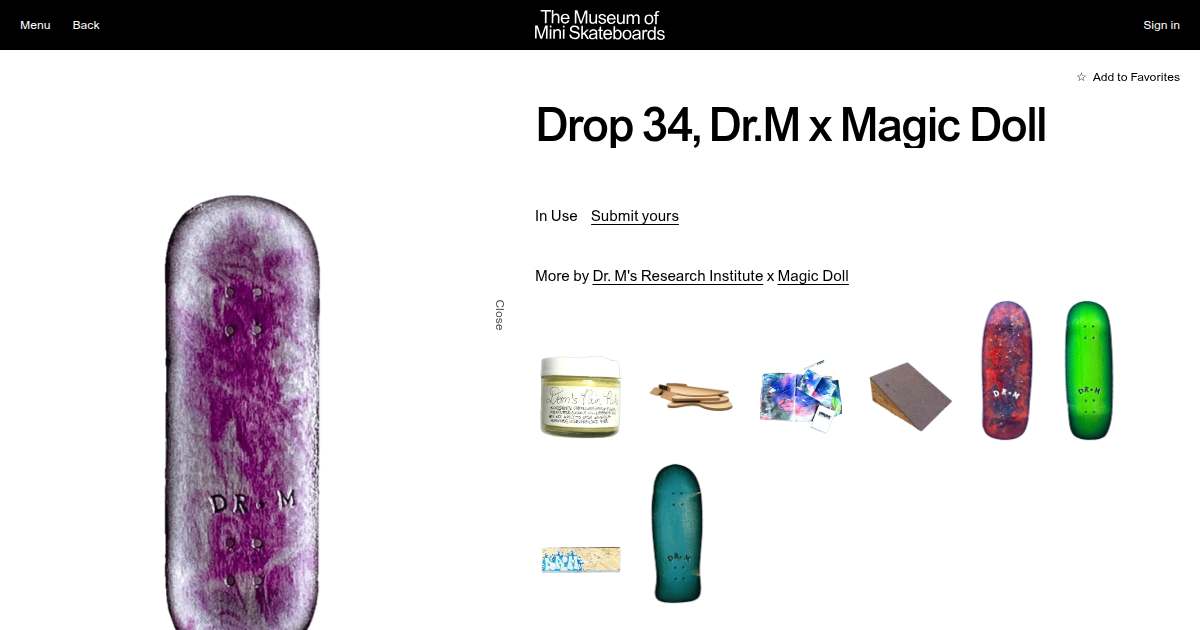 Menu
Back
The Museum of
Mini Skateboards
Sign in
☆ Add to Favorites
Drop 34, Dr.M x Magic Doll
In Use Submit yours
More by Dr. M's Research Institute x Magic Doll
Close
DR.M
DR.M
DR.M
DR.M